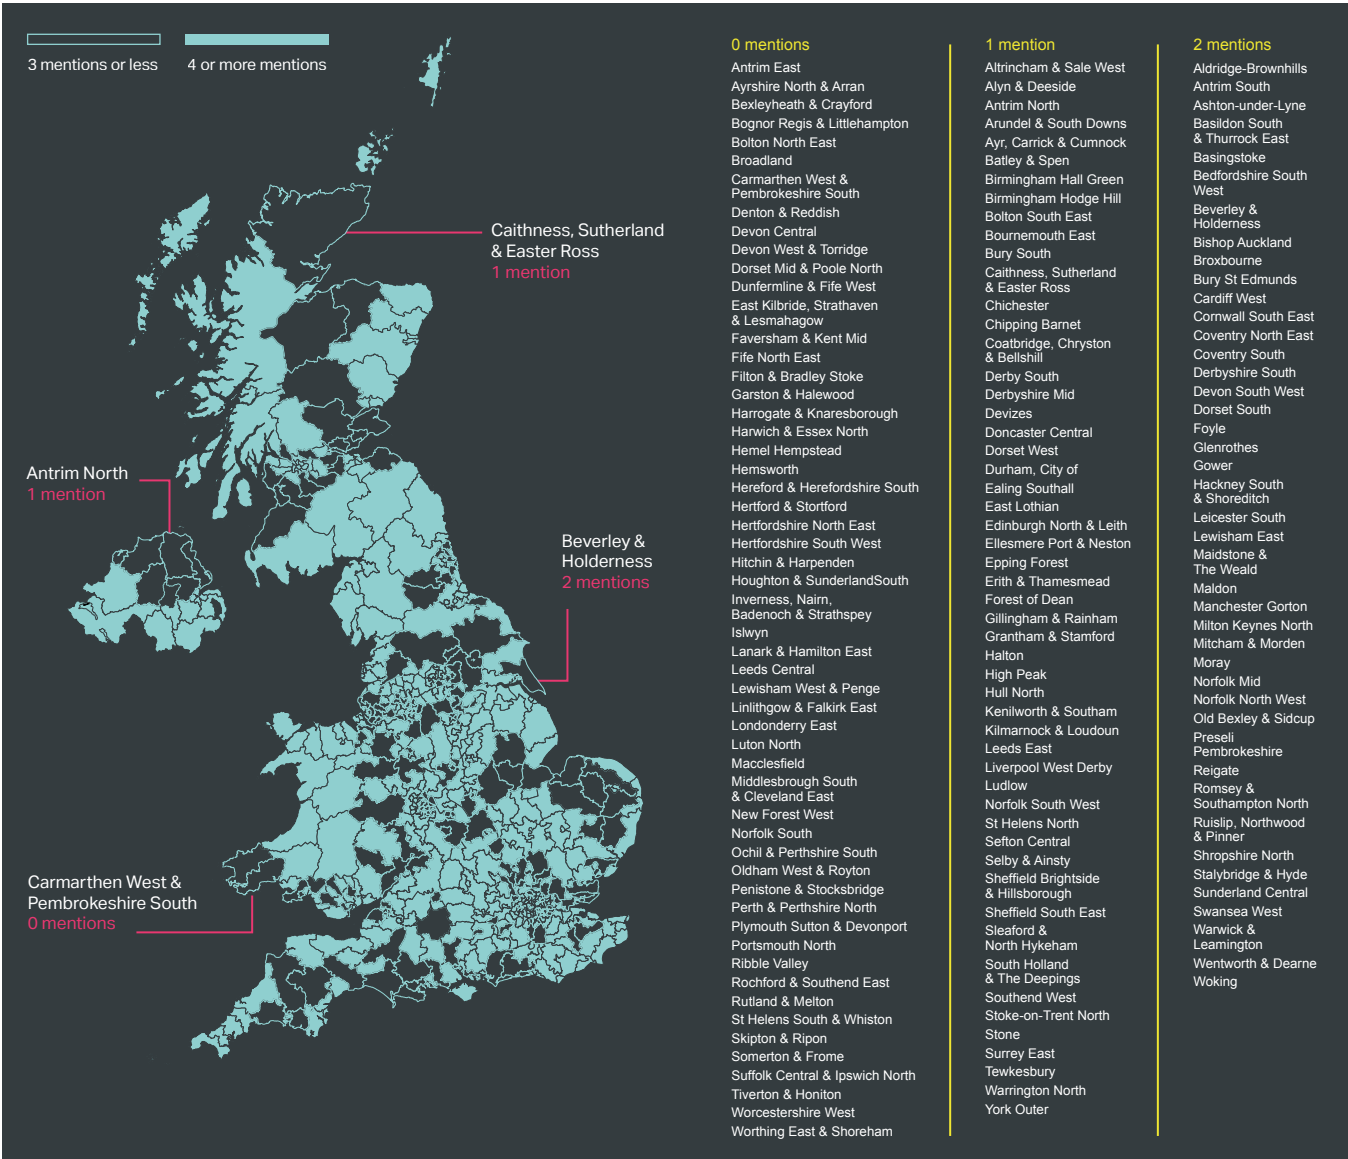 3 mentions or less
4 or more mentions
Caithness, Sutherland
& Easter Ross
1 mention
Antrim North
1 mention
Beverley &
Holderness
2 mentions
Carmarthen West &
Pembrokeshire South
0 mentions
0 mentions
Antrim East
Ayrshire North & Arran
Bexleyheath & Crayford
Bognor Regis & Littlehampton
Bolton North East
Broadland
Carmarthen West &
Pembrokeshire South
Denton & Reddish
Devon Central
Devon West & Torridge
Dorset Mid & Poole North
Dunfermline & Fife West
East Kilbride, Strathaven
& Lesmahagow
Faversham & Kent Mid
Fife North East
Filton & Bradley Stoke
Garston & Halewood
Harrogate & Knaresborough
Harwich & Essex North
Hemel Hempstead
Hemsworth
Hereford & Herefordshire South
Hertford & Stortford
Hertfordshire North East
Hertfordshire South West
Hitchin & Harpenden
Houghton & SunderlandSouth
Inverness, Nairn,
Badenoch & Strathspey
Islwyn
Lanark & Hamilton East
Leeds Central
Lewisham West & Penge
Linlithgow & Falkirk East
Londonderry East
Luton North
Macclesfield
Middlesbrough South
& Cleveland East
New Forest West
Norfolk South
Ochil & Perthshire South
Oldham West & Royton
Penistone & Stocksbridge
Perth & Perthshire North
Plymouth Sutton & Devonport
Portsmouth North
Ribble Valley
Rochford & Southend East
Rutland & Melton
St Helens South & Whiston
Skipton & Ripon
Somerton & Frome
Suffolk Central & Ipswich North
Tiverton & Honiton
Worcestershire West
Worthing East & Shoreham
1 mention
Altrincham & Sale West
Alyn & Deeside
Antrim North
Arundel & South Downs
Ayr, Carrick & Cumnock
Batley & Spen
Birmingham Hall Green
Birmingham Hodge Hill
Bolton South East
Bournemouth East
Bury South
Caithness, Sutherland
& Easter Ross
Chichester
Chipping Barnet
Coatbridge, Chryston
& Bellshill
Derby South
Derbyshire Mid
Devizes
Doncaster Central
Dorset West
Durham, City of
Ealing Southall
East Lothian
Edinburgh North & Leith
Ellesmere Port & Neston
Epping Forest
Erith & Thamesmead
Forest of Dean
Gillingham & Rainham
Grantham & Stamford
Halton
High Peak
Hull North
Kenilworth & Southam
Kilmarnock & Loudoun
Leeds East
Liverpool West Derby
Ludlow
Norfolk South West
St Helens North
Sefton Central
Selby & Ainsty
Sheffield Brightside
& Hillsborough
Sheffield South East
Sleaford &
North Hykeham
South Holland
& The Deepings
Southend West
Stoke-on-Trent North
Stone
Surrey East
Tewkesbury
Warrington North
York Outer
2 mentions
Aldridge-Brownhills
Antrim South
Ashton-under-Lyne
Basildon South
& Thurrock East
Basingstoke
Bedfordshire South
West
Beverley &
Holderness
Bishop Auckland
Broxbourne
Bury St Edmunds
Cardiff West
Cornwall South East
Coventry North East
Coventry South
Derbyshire South
Devon South West
Dorset South
Foyle
Glenrothes
Gower
Hackney South
& Shoreditch
Leicester South
Lewisham East
Maidstone &
The Weald
Maldon
Manchester Gorton
Milton Keynes North
Mitcham & Morden
Moray
Norfolk Mid
Norfolk North West
Old Bexley & Sidcup
Preseli
Pembrokeshire
Reigate
Romsey &
Southampton North
Ruislip, Northwood
& Pinner
Shropshire North
Stalybridge & Hyde
Sunderland Central
Swansea West
Warwick &
Leamington
Wentworth & Dearne
Woking